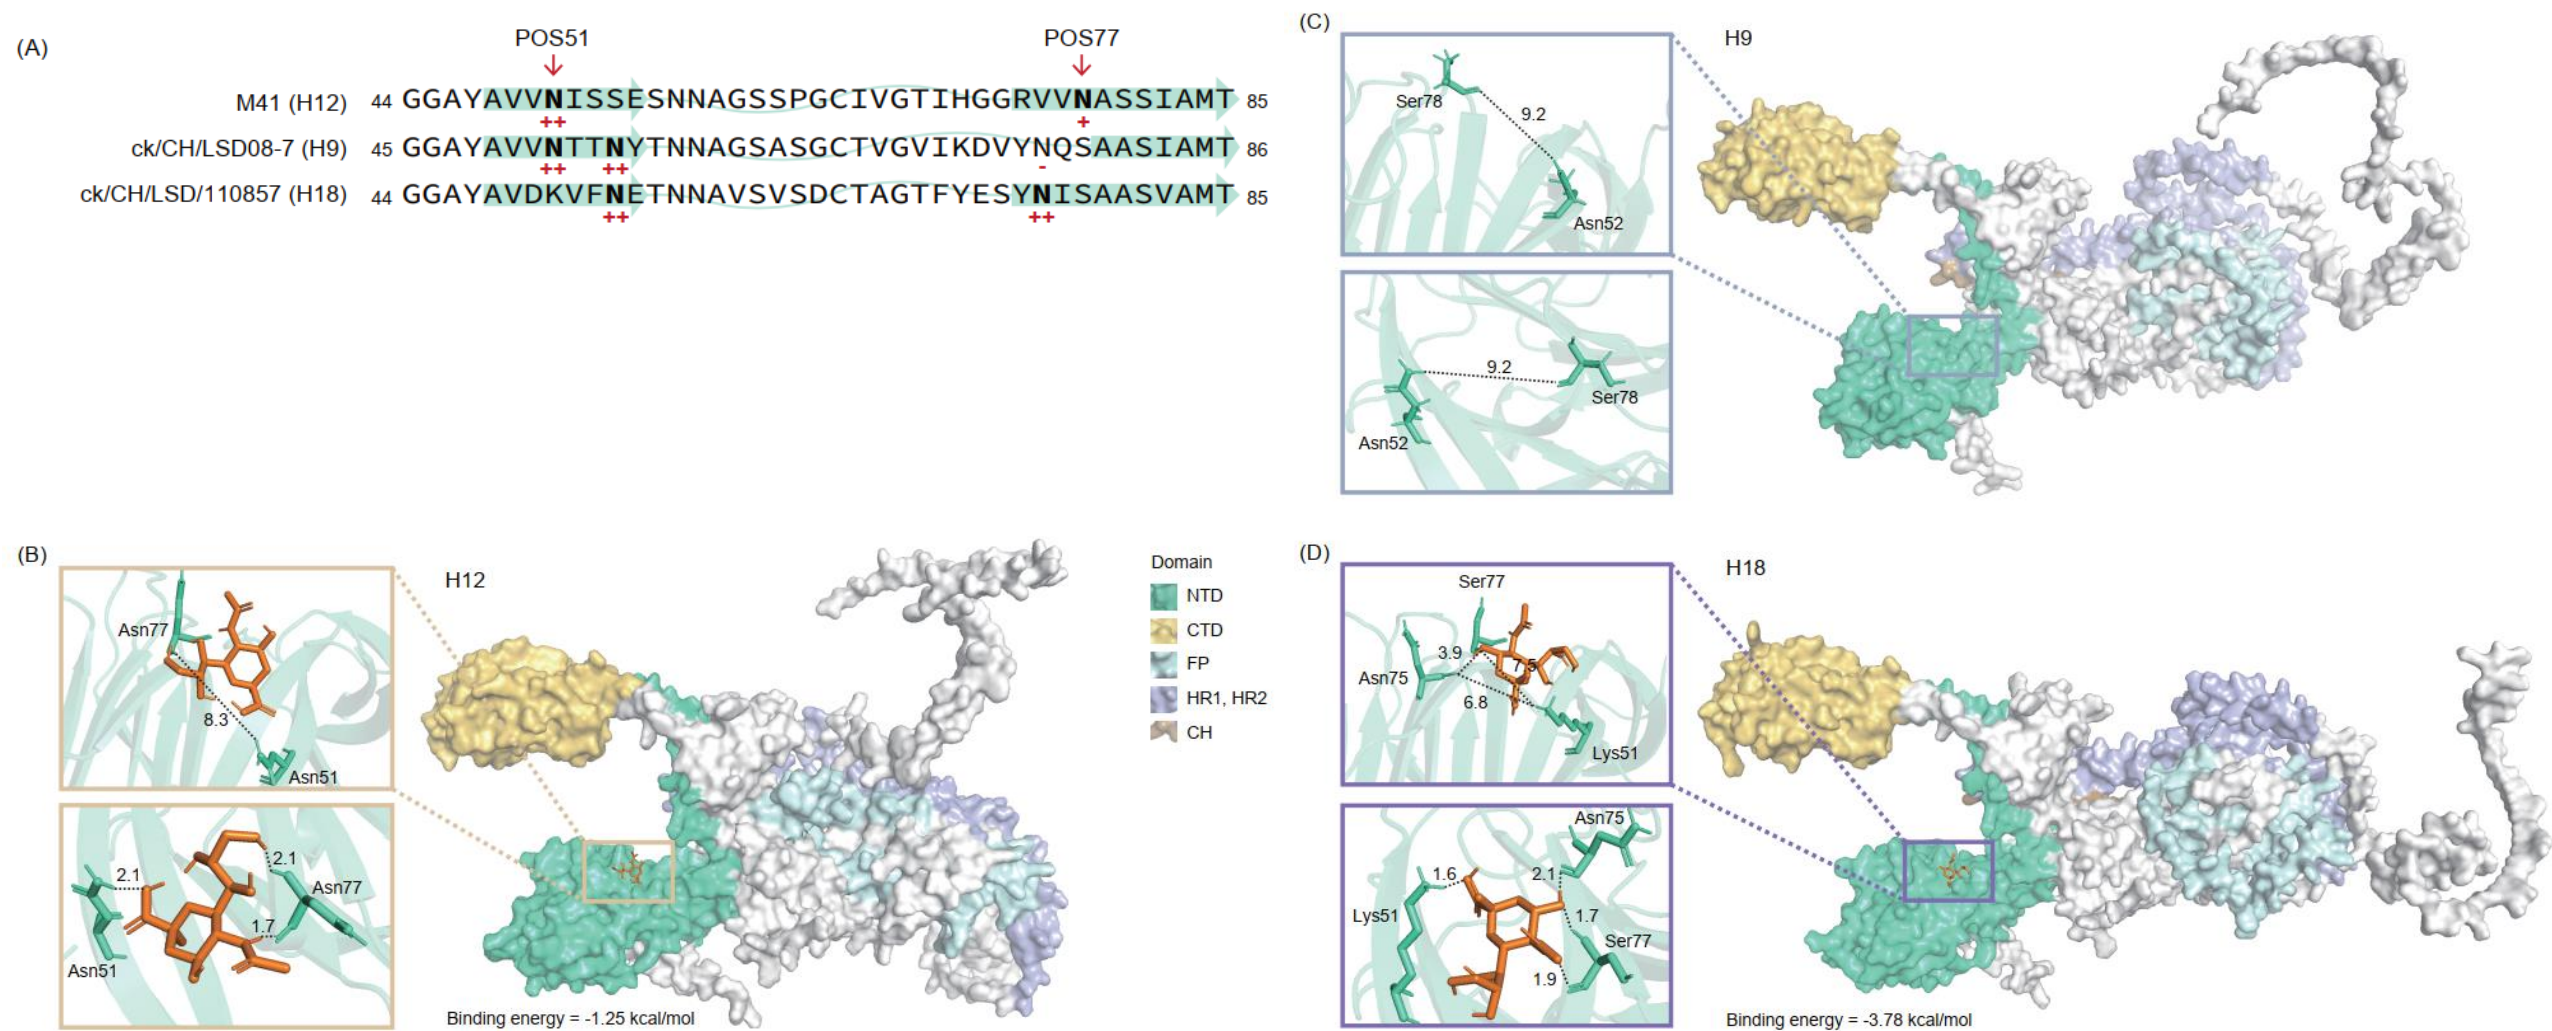 (A)
POS51
POS77
M41 (H12) 44 GGAYAVVNISSESNNAGSSPGCIVGTIHGGRVVNASSIAMT 85
++ +
ck/CH/LSD08-7 (H9) 45 GGAYAVVNTTNYTNNAGSASGCTVGVIKDVYNQSAASIAMT 86
++ ++ -
ck/CH/LSD/110857 (H18) 44 GGAYAVDKVFNETNNAVSVSDCTAGTFYESYNISAASVAMT 85
++ ++
(B)
H12
Asn77
8.3
Asn51
2.1
2.1
Asn77
1.7
Asn51
Binding energy = -1.25 kcal/mol
Domain
NTD
CTD
FP
HR1, HR2
CH
(C)
H9
Ser78
9.2
Asn52
9.2
Ser78
Asn52
(D)
H18
Ser77
3.9
7.5
Asn75
6.8
Lys51
Asn75
1.6
2.1
Lys51
1.7
Ser77
1.9
Binding energy = -3.78 kcal/mol